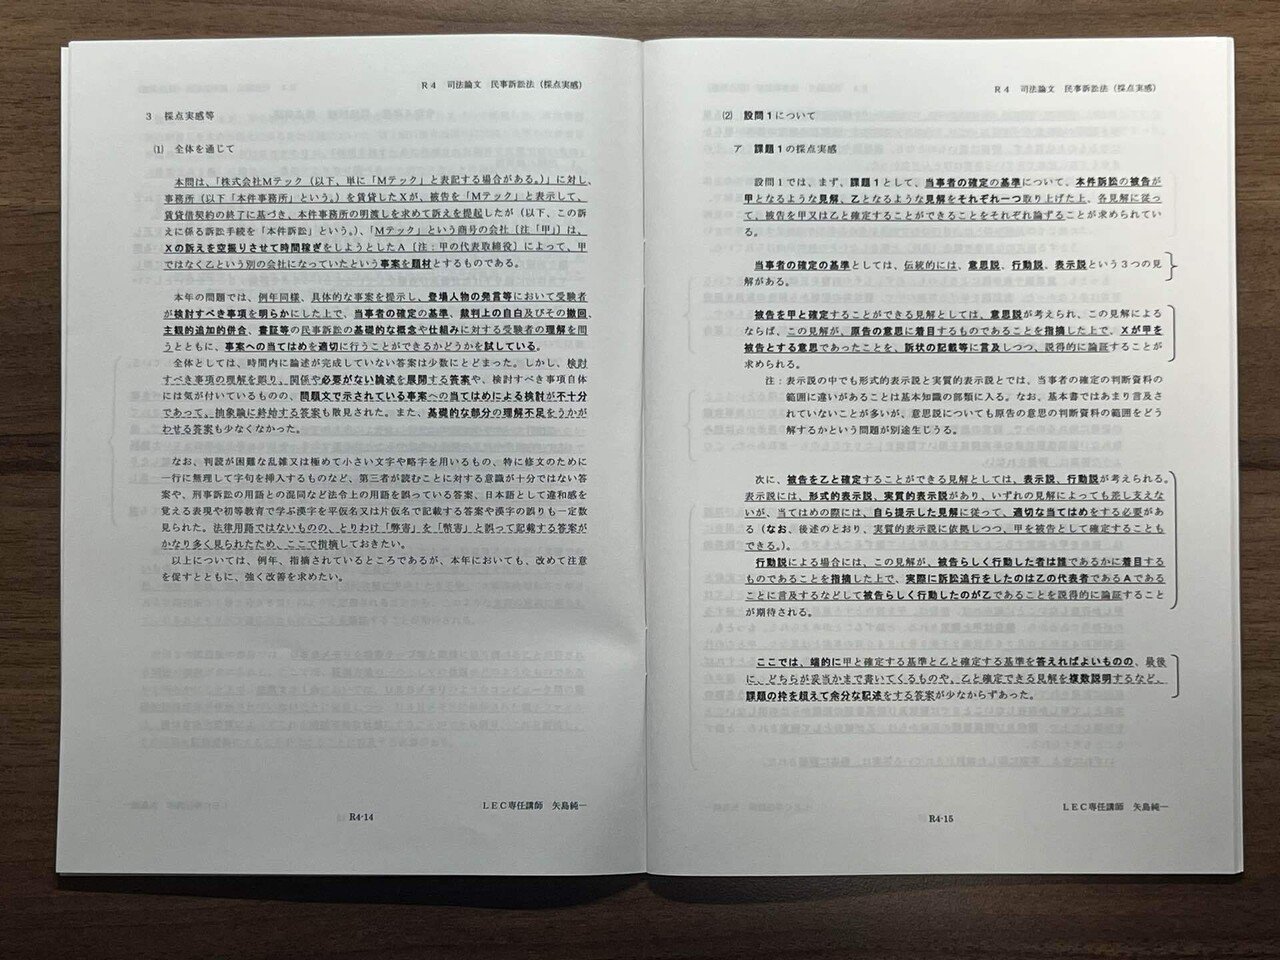 R4 司法論文 民事訴訟法（採点実感）
3 採点実感等
⑴ 全体を通じて
本問は、「株式会社Mテック（以下、単に「Mテック」と表記する場合がある。）」に対し、
事務所（以下「本件事務所」という。）を賃貸したXが、被告を「Mテック」と表示して、
賃貸借契約の終了に基づき、本件事務所の明渡しを求めて訴えを提起したが（以下、この訴
えに係る訴訟手続を「本件訴訟」という。）、「Mテック」という商号の会社〔注「甲」〕は、
Xの訴えを空振りさせて時間稼ぎをしようとしたA〔注：甲の代表取締役〕によって、甲
ではなく乙という別の会社になっていたという事案を題材とするものである。
本年の問題では、例年同様、具体的な事案を提示し、登場人物の発言等において受験者
が検討すべき事項を明らかにした上で、当事者の確定の基準、裁判上の自白及びその撤回、
主観的追加的併合、書証等の民事訴訟の基礎的な概念や仕組みに対する受験者の理解を問
うとともに、事案への当てはめを適切に行うことができるかどうかを試している。
全体としては、時間内に論述が完成していない答案は少数にとどまった。しかし、検討
すべき事項の理解を誤り、関係や必要がない論述を展開する答案や、検討すべき事項自体
には気が付いているものの、問題文で示されている事案への当てはめによる検討が不十分
であって、抽象論に終始する答案も散見された。また、基礎的な部分の理解不足をうかが
わせる答案も少なくなかった。
なお、判読が困難な乱雑又は極めて小さい文字や略字を用いるもの、特に修文のために
一行に無理して字句を挿入するものなど、第三者が読むことに対する意識が十分ではない答
案や、刑事訴訟の用語との混同など法令上の用語を誤っている答案、日本語として違和感を
覚える表現や初等教育で学ぶ漢字を平仮名又は片仮名で記載する答案や漢字の誤りも一定数
見られた。法律用語ではないものの、とりわけ「弊害」を「幣害」と誤って記載する答案が
かなり多く見られたため、ここで指摘しておきたい。
以上については、例年、指摘されているところであるが、本年においても、改めて注意
を促すとともに、強く改善を求めたい。
LEC専任講師 矢島純一
R4-14
R4 司法論文 民事訴訟法（採点実感）
⑵ 設問1について
ア 課題1の採点実感
設問1では、まず、課題1として、当事者の確定の基準について、本件訴訟の被告が
甲となるような見解、乙となるような見解をそれぞれ一つ取り上げた上、各見解に従っ
て、被告を甲又は乙と確定することができることをそれぞれ論ずることが求められてい
る。
当事者の確定の基準としては、伝統的には、意思説、行動説、表示説という3つの見
解がある。
被告を甲と確定することができる見解としては、意思説が考えられ、この見解による
ならば、この見解が、原告の意思に着目するものであることを指摘した上で、Xが甲を
被告とする意思であったことを、訴状の記載等に言及しつつ、説得的に論証することが
求められる。
注：表示説の中でも形式的表示説と実質的表示説とでは、当事者の確定の判断資料の
範囲に違いがあることは基本知識の部類に入る。なお、基本書ではあまり言及さ
れていないことが多いが、意思説についても原告の意思の判断資料の範囲をどう
解するかという問題が別途生じうる。
次に、被告を乙と確定することができる見解としては、表示説、行動説が考えられる。
表示説には、形式的表示説、実質的表示説があり、いずれの見解によっても差し支えな
いが、当てはめの際には、自ら提示した見解に従って、適切な当てはめをする必要があ
る（なお、後述のとおり、実質的表示説に依拠しつつ、甲を被告として確定することも
できる。）。
行動説による場合には、この見解が、被告らしく行動した者は誰であるかに着目する
ものであることを指摘した上で、実際に訴訟追行をしたのは乙の代表者であるAである
ことに言及するなどして被告らしく行動したのが乙であることを説得的に論証すること
が期待される。
ここでは、端的に甲と確定する基準と乙と確定する基準を答えればよいものの、最後
に、どちらが妥当かまで書いてくるものや、乙と確定できる見解を複数説明するなど、
課題の枠を超えて余分な記述をする答案が少なからずあった。
LEC専任講師 矢島純一
R4-15